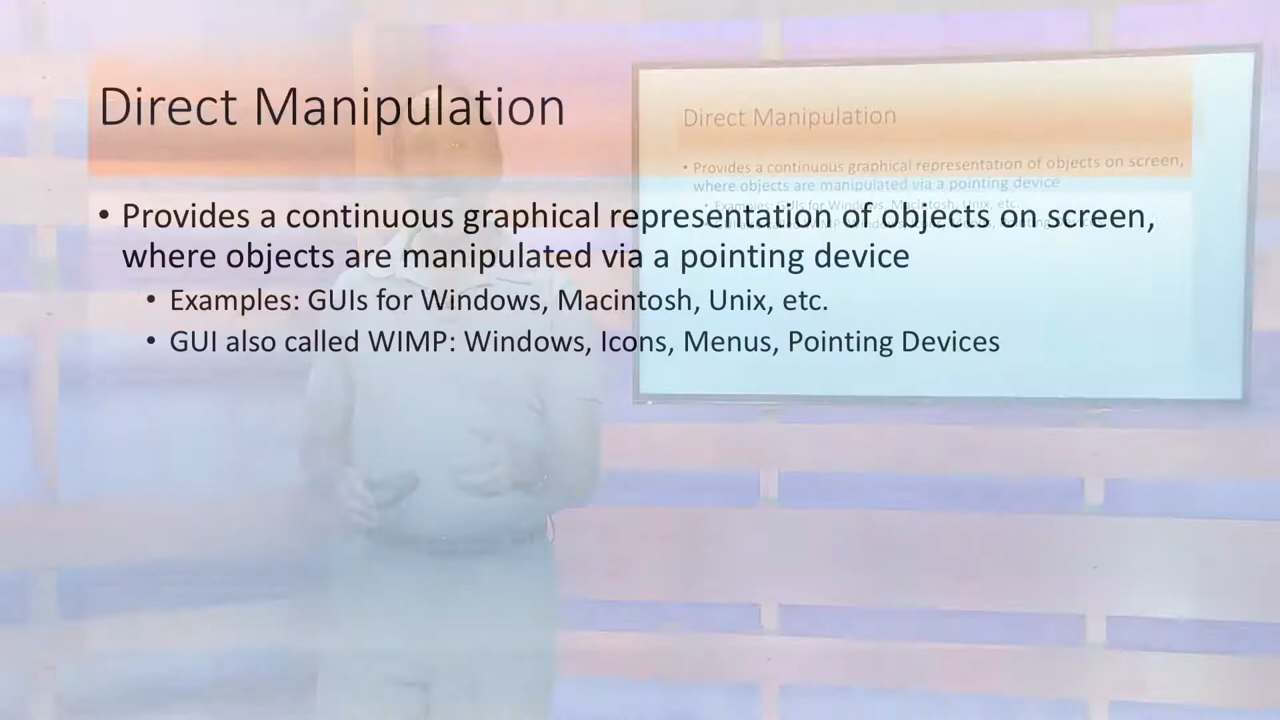 Direct Manipulation
• Provides a continuous graphical representation of objects on screen,
where objects are manipulated via a pointing device
• Examples: GUIs for Windows, Macintosh, Unix, etc.
• GUI also called WIMP: Windows, Icons, Menus, Pointing Devices
Direct Manipulation
• Provides a continuous graphical representation of objects on screen,
where objects are manipulated via a pointing device